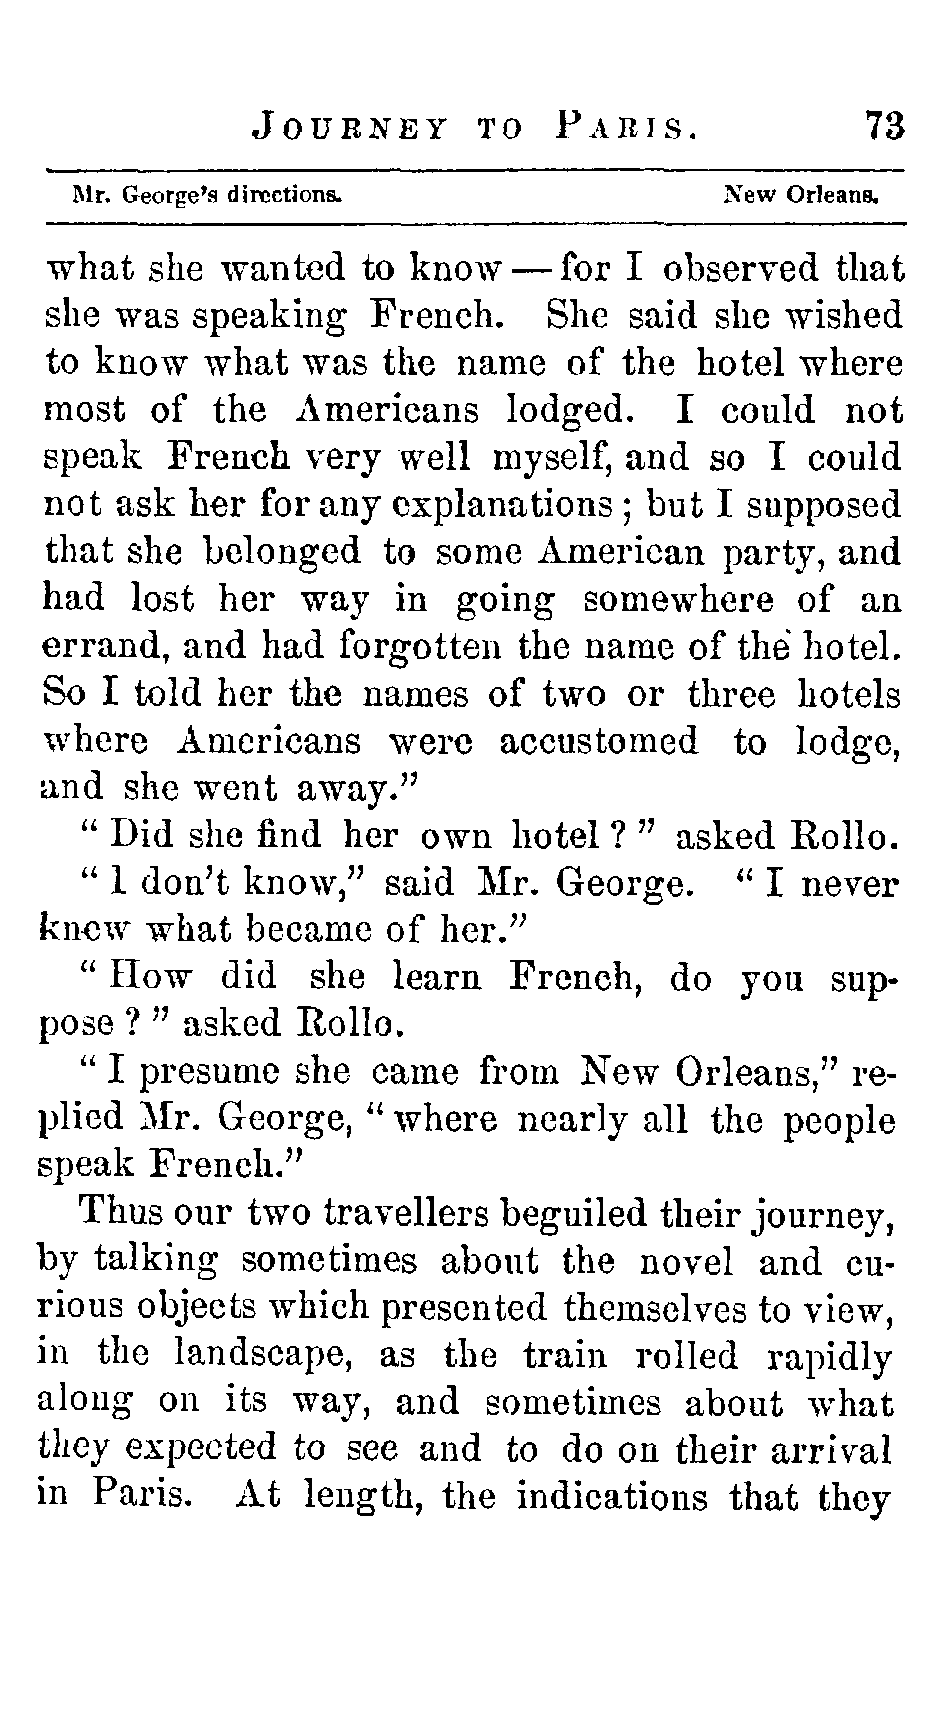 JOURNEY TO PARIS. 73
Mr. George's directions. New Orleans.
what she wanted to know — for I observed that
she was speaking French. She said she wished
to know what was the name of the hotel where
most of the Americans lodged. I could not
speak French very well myself, and so I could
not ask her for any explanations ; but I supposed
that she belonged to some American party, and
had lost her way in going somewhere of an
errand, and had forgotten the name of the hotel.
So I told her the names of two or three hotels
where Americans were accustomed to lodge,
and she went away.”
“ Did she find her own hotel ? ” asked Rollo.
“ I don't know,” said Mr. George. “ I never
knew what became of her.”
“ How did she learn French, do you sup-
pose ? ” asked Rollo.
“ I presume she came from New Orleans,” re-
plied Mr. George, “ where nearly all the people
speak French.”
Thus our two travellers beguiled their journey,
by talking sometimes about the novel and cu-
rious objects which presented themselves to view,
in the landscape, as the train rolled rapidly
along on its way, and sometimes about what
they expected to see and to do on their arrival
in Paris. At length, the indications that they